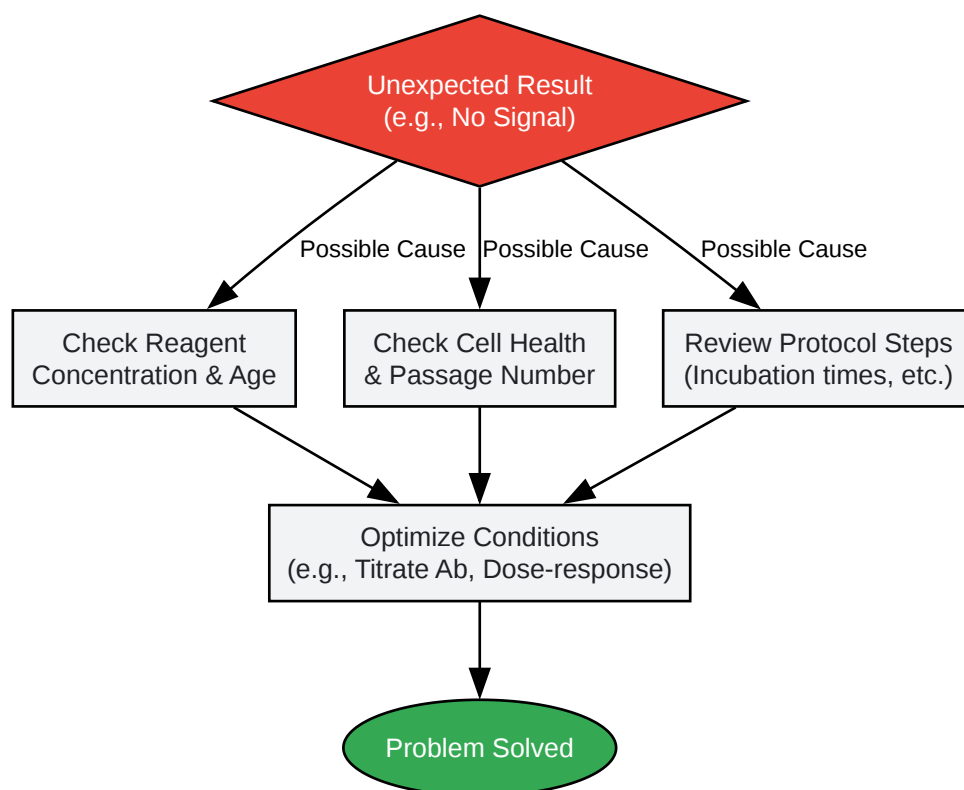 Unexpected Result
(e.g., No Signal)
Possible Cause
Possible Cause
Possible Cause
Check Reagent
Concentration & Age
Check Cell Health
& Passage Number
Review Protocol Steps
(Incubation times, etc.)
Optimize Conditions
(e.g., Titrate Ab, Dose-response)
Problem Solved